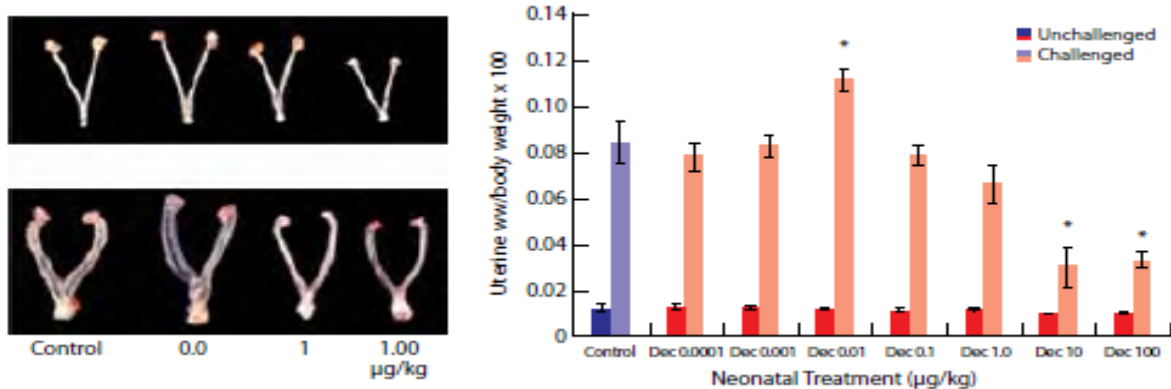 Control 0.0 1 1.00
µg/kg
Uterine ww/body weight x 100
0.14
0.12
0.10
0.08
0.06
0.04
0.02
0
*
*
*
Unchallenged
Challenged
Control Dec 0.0001 Dec 0.001 Dec 0.01 Dec 0.1 Dec 1.0 Dec 10 Dec 100
Neonatal Treatment (µg/kg)